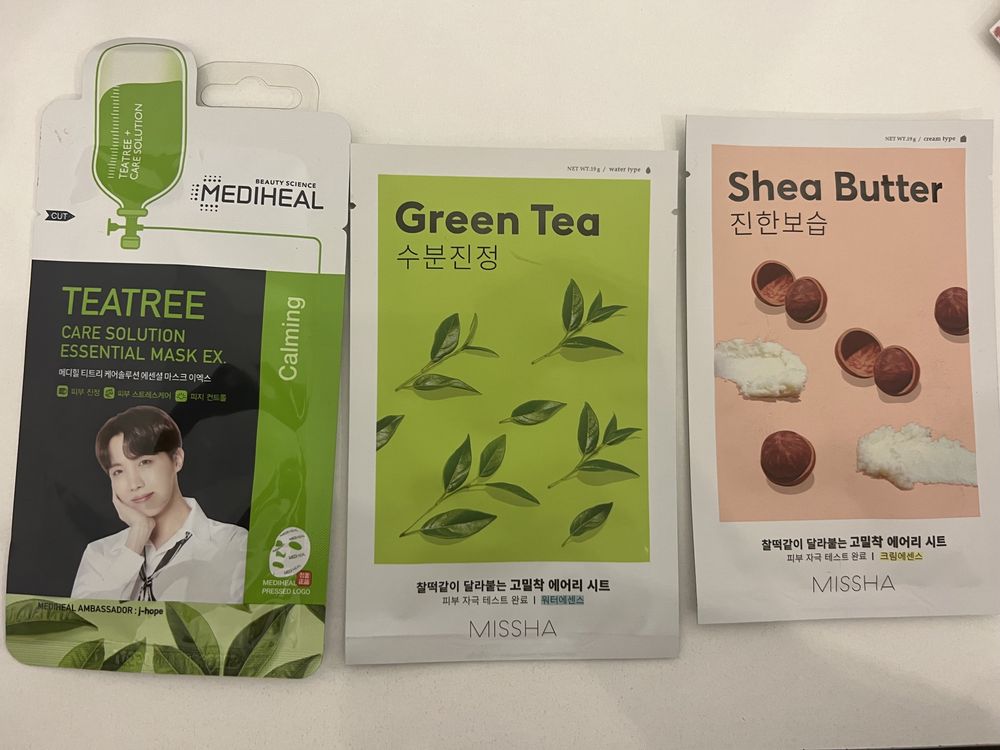 TEATREE +
CARE SOLUTION
BEAUTY SCIENCE
MEDIHEAL
CUT
TEATREE
CARE SOLUTION
ESSENTIAL MASK EX.
메디힐 티트리 케어솔루션 에센셜 마스크 이엑스
피부 진정
피부 스트레스케어
피지 컨트롤
Calming
MEDIHEAL
PRESSED LOGO
MEDIHEAL AMBASSADOR : j-hope
NET WT.19g / water type
Green Tea
수분진정
찰떡같이 달라붙는 고밀착 에어리 시트
피부 자극 테스트 완료 | 워터에센스
MISSHA
NET WT.19g / cream type
Shea Butter
진한보습
찰떡같이 달라붙는 고밀착 에어리 시트
피부 자극 테스트 완료 | 크림에센스
MISSHA